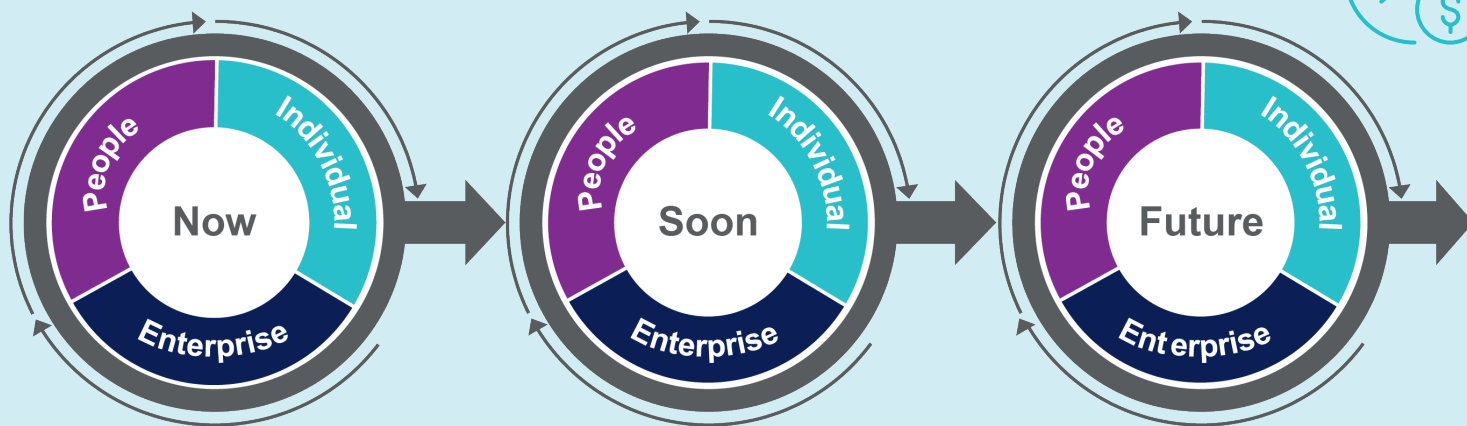 People
Individual
Now
Enterprise
People
Individual
Soon
Enterprise
People
Individual
Future
Enterprise
$